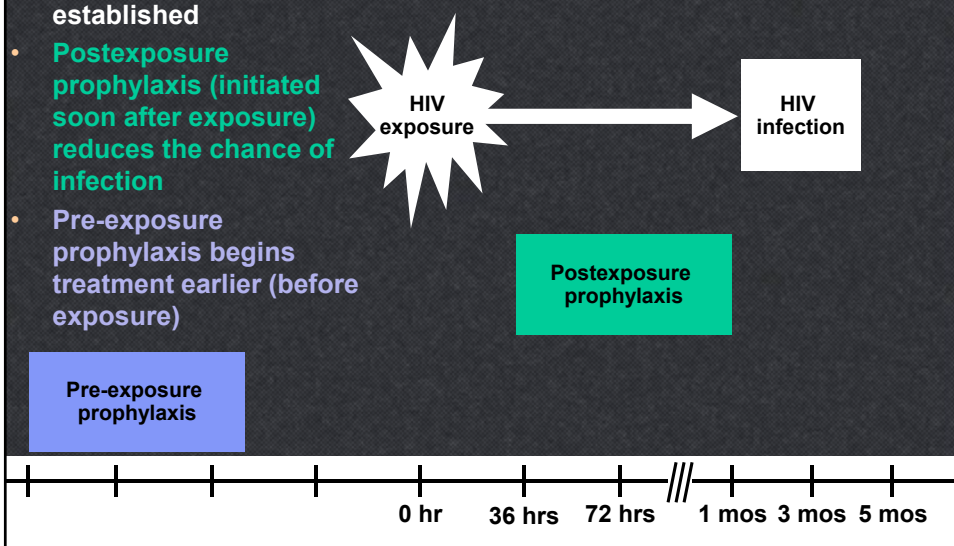 established
• Postexposure
prophylaxis (initiated
soon after exposure)
reduces the chance of
infection
• Pre-exposure
prophylaxis begins
treatment earlier (before
exposure)
HIV
exposure
HIV
infection
Postexposure
prophylaxis
Pre-exposure
prophylaxis
0 hr 36 hrs 72 hrs 1 mos 3 mos 5 mos